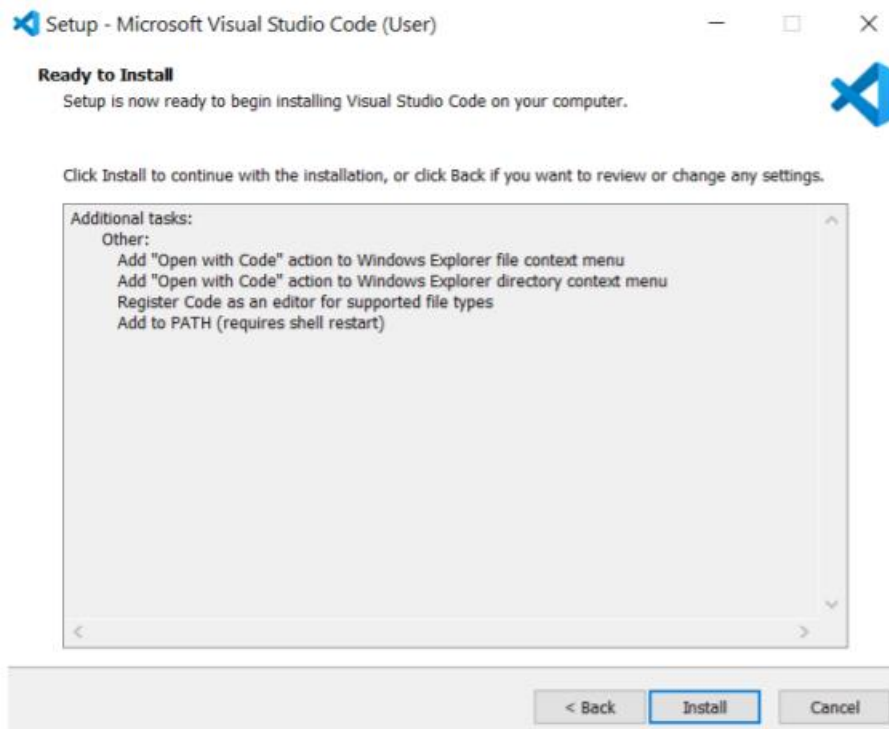 Setup - Microsoft Visual Studio Code (User)
Ready to Install
Setup is now ready to begin installing Visual Studio Code on your computer.
Click Install to continue with the installation, or click Back if you want to review or change any settings.
Additional tasks:
Other:
Add "Open with Code" action to Windows Explorer file context menu
Add "Open with Code" action to Windows Explorer directory context menu
Register Code as an editor for supported file types
Add to PATH (requires shell restart)
< Back Install Cancel